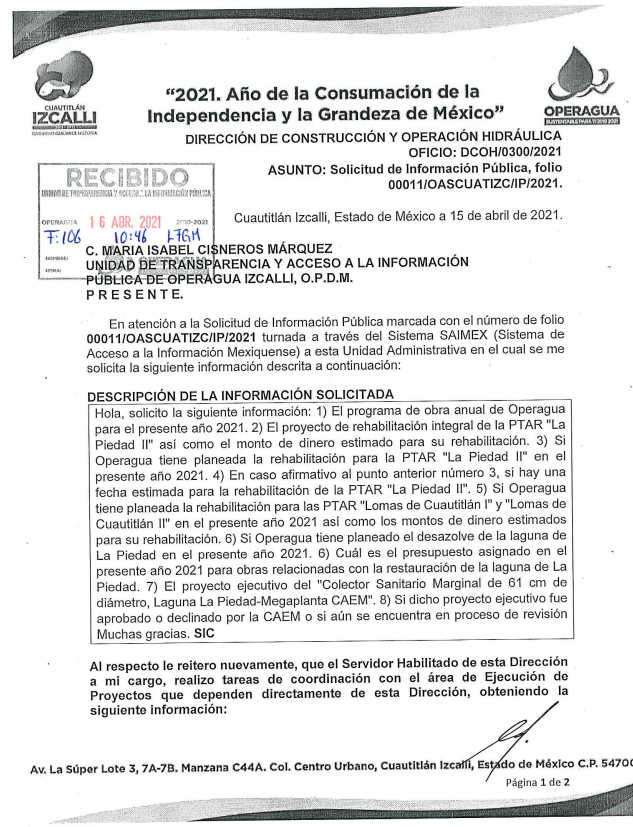 CUAUTITLÁN
IZCALLI
"2021. Año de la Consumación de la
Independencia y la Grandeza de México"
OPERAGUA
DIRECCIÓN DE CONSTRUCCIÓN Y OPERACIÓN HIDRÁULICA
OFICIO: DCOH/0300/2021
ASUNTO: Solicitud de Información Pública, folio
00011/OASCUATIZC/IP/2021.
RECIBIDO
UNIDAD DE TRANSPARENCIA Y ACCESO A LA INFORMACIÓN PÚBLICA
OPERAGUA 16 ABR. 2021 2019-2021
F:106 10:46 LTGM
NOMBRE:
HORA:
OPERAGUA
Cuautitlán Izcalli, Estado de México a 15 de abril de 2021.
C. MARIA ISABEL CISNEROS MÁRQUEZ
UNIDAD DE TRANSPARENCIA Y ACCESO A LA INFORMACIÓN
PÚBLICA DE OPERAGUA IZCALLI, O.P.D.M.
P R E S E N T E.
En atención a la Solicitud de Información Pública marcada con el número de folio
00011/OASCUATIZC/IP/2021 turnada a través del Sistema SAIMEX (Sistema de
Acceso a la Información Mexiquense) a esta Unidad Administrativa en el cual se me
solicita la siguiente información descrita a continuación:
DESCRIPCIÓN DE LA INFORMACIÓN SOLICITADA
Hola, solicito la siguiente información: 1) El programa de obra anual de Operagua
para el presente año 2021. 2) El proyecto de rehabilitación integral de la PTAR "La
Piedad II" así como el monto de dinero estimado para su rehabilitación. 3) Si
Operagua tiene planeada la rehabilitación para la PTAR "La Piedad II" en el
presente año 2021. 4) En caso afirmativo al punto anterior número 3, si hay una
fecha estimada para la rehabilitación de la PTAR "La Piedad II". 5) Si Operagua
tiene planeada la rehabilitación para las PTAR "Lomas de Cuautitlán I" y "Lomas de
Cuautitlán II" en el presente año 2021 así como los montos de dinero estimados
para su rehabilitación. 6) Si Operagua tiene planeado el desazolve de la laguna de
La Piedad en el presente año 2021. 6) Cuál es el presupuesto asignado en el
presente año 2021 para obras relacionadas con la restauración de la laguna de La
Piedad. 7) El proyecto ejecutivo del "Colector Sanitario Marginal de 61 cm de
diámetro, Laguna La Piedad-Megaplanta CAEM". 8) Si dicho proyecto ejecutivo fue
aprobado o declinado por la CAEM o si aún se encuentra en proceso de revisión
Muchas gracias. SIC
Al respecto le reitero nuevamente, que el Servidor Habilitado de esta Dirección
a mi cargo, realizo tareas de coordinación con el área de Ejecución de
Proyectos que dependen directamente de esta Dirección, obteniendo la
siguiente información:
Av. La Súper Lote 3, 7A-7B. Manzana C44A. Col. Centro Urbano, Cuautitlán Izcalli, Estado de México C.P. 54700
Página 1 de 2